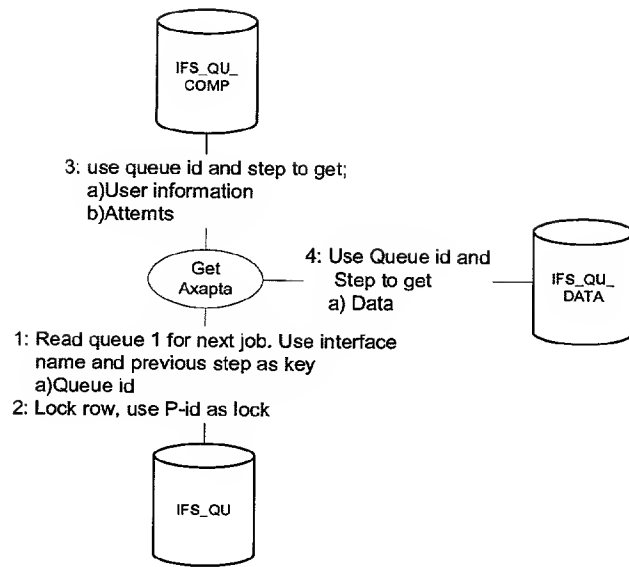 IFS_QU_
COMP
3: use queue id and step to get;
a)User information
b)Attemts
Get
Axapta
4: Use Queue id and
Step to get
a) Data
IFS_QU_
DATA
1: Read queue 1 for next job. Use interface
name and previous step as key
a)Queue id
2: Lock row, use P-id as lock
IFS_QU